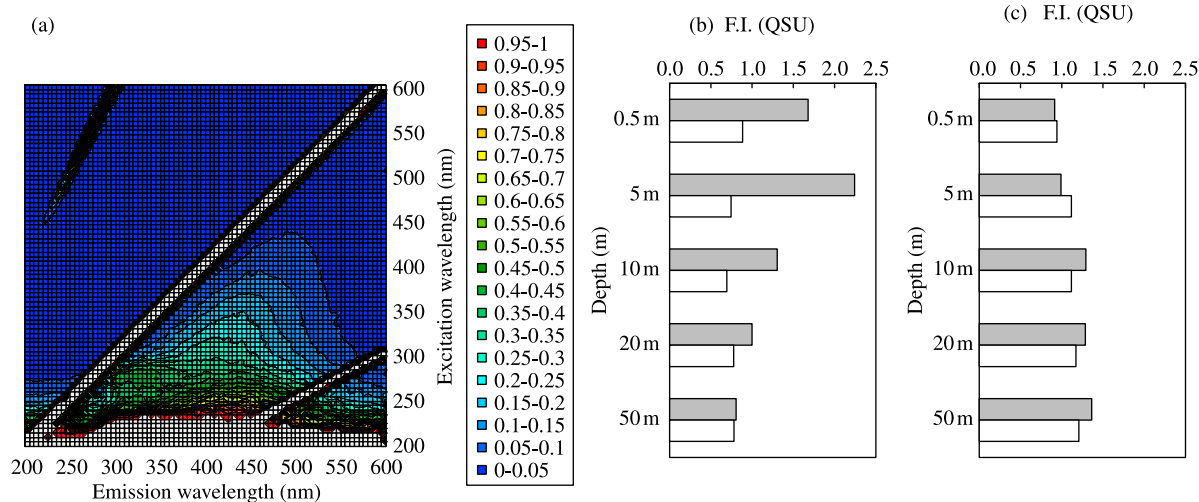 (a)
600
550
500
450
400
350
300
250
200
Excitation wavelength (nm)
200 250 300 350 400 450 500 550 600
Emission wavelength (nm)
0.95-1
0.9-0.95
0.85-0.9
0.8-0.85
0.75-0.8
0.7-0.75
0.65-0.7
0.6-0.65
0.55-0.6
0.5-0.55
0.45-0.5
0.4-0.45
0.35-0.4
0.3-0.35
0.25-0.3
0.2-0.25
0.15-0.2
0.1-0.15
0.05-0.1
0-0.05
(b) F.I. (QSU)
0.0 0.5 1.0 1.5 2.0 2.5
0.5 m
5 m
10 m
20 m
50 m
Depth (m)
(c) F.I. (QSU)
0.0 0.5 1.0 1.5 2.0 2.5
0.5 m
5 m
10 m
20 m
50 m
Depth (m)